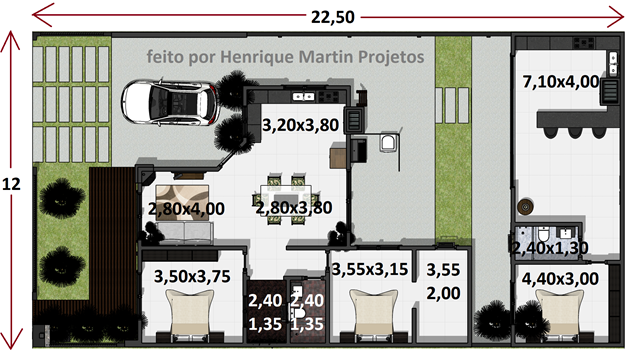 22,50
feito por Henrique Martin Projetos
7,10x4,00
3,20x3,80
12
2,80x4,00
2,80x3,80
2,40x1,30
3,50x3,75
3,55x3,15
3,55
2,00
4,40x3,00
2,40
1,35
2,40
1,35